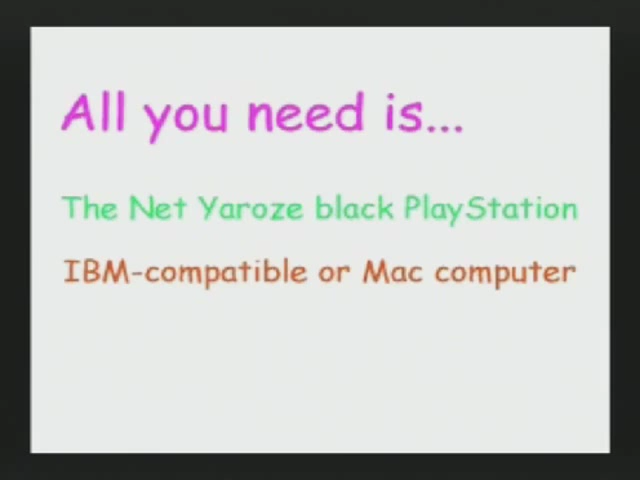 All you need is...
The Net Yaroze black PlayStation
IBM-compatible or Mac computer